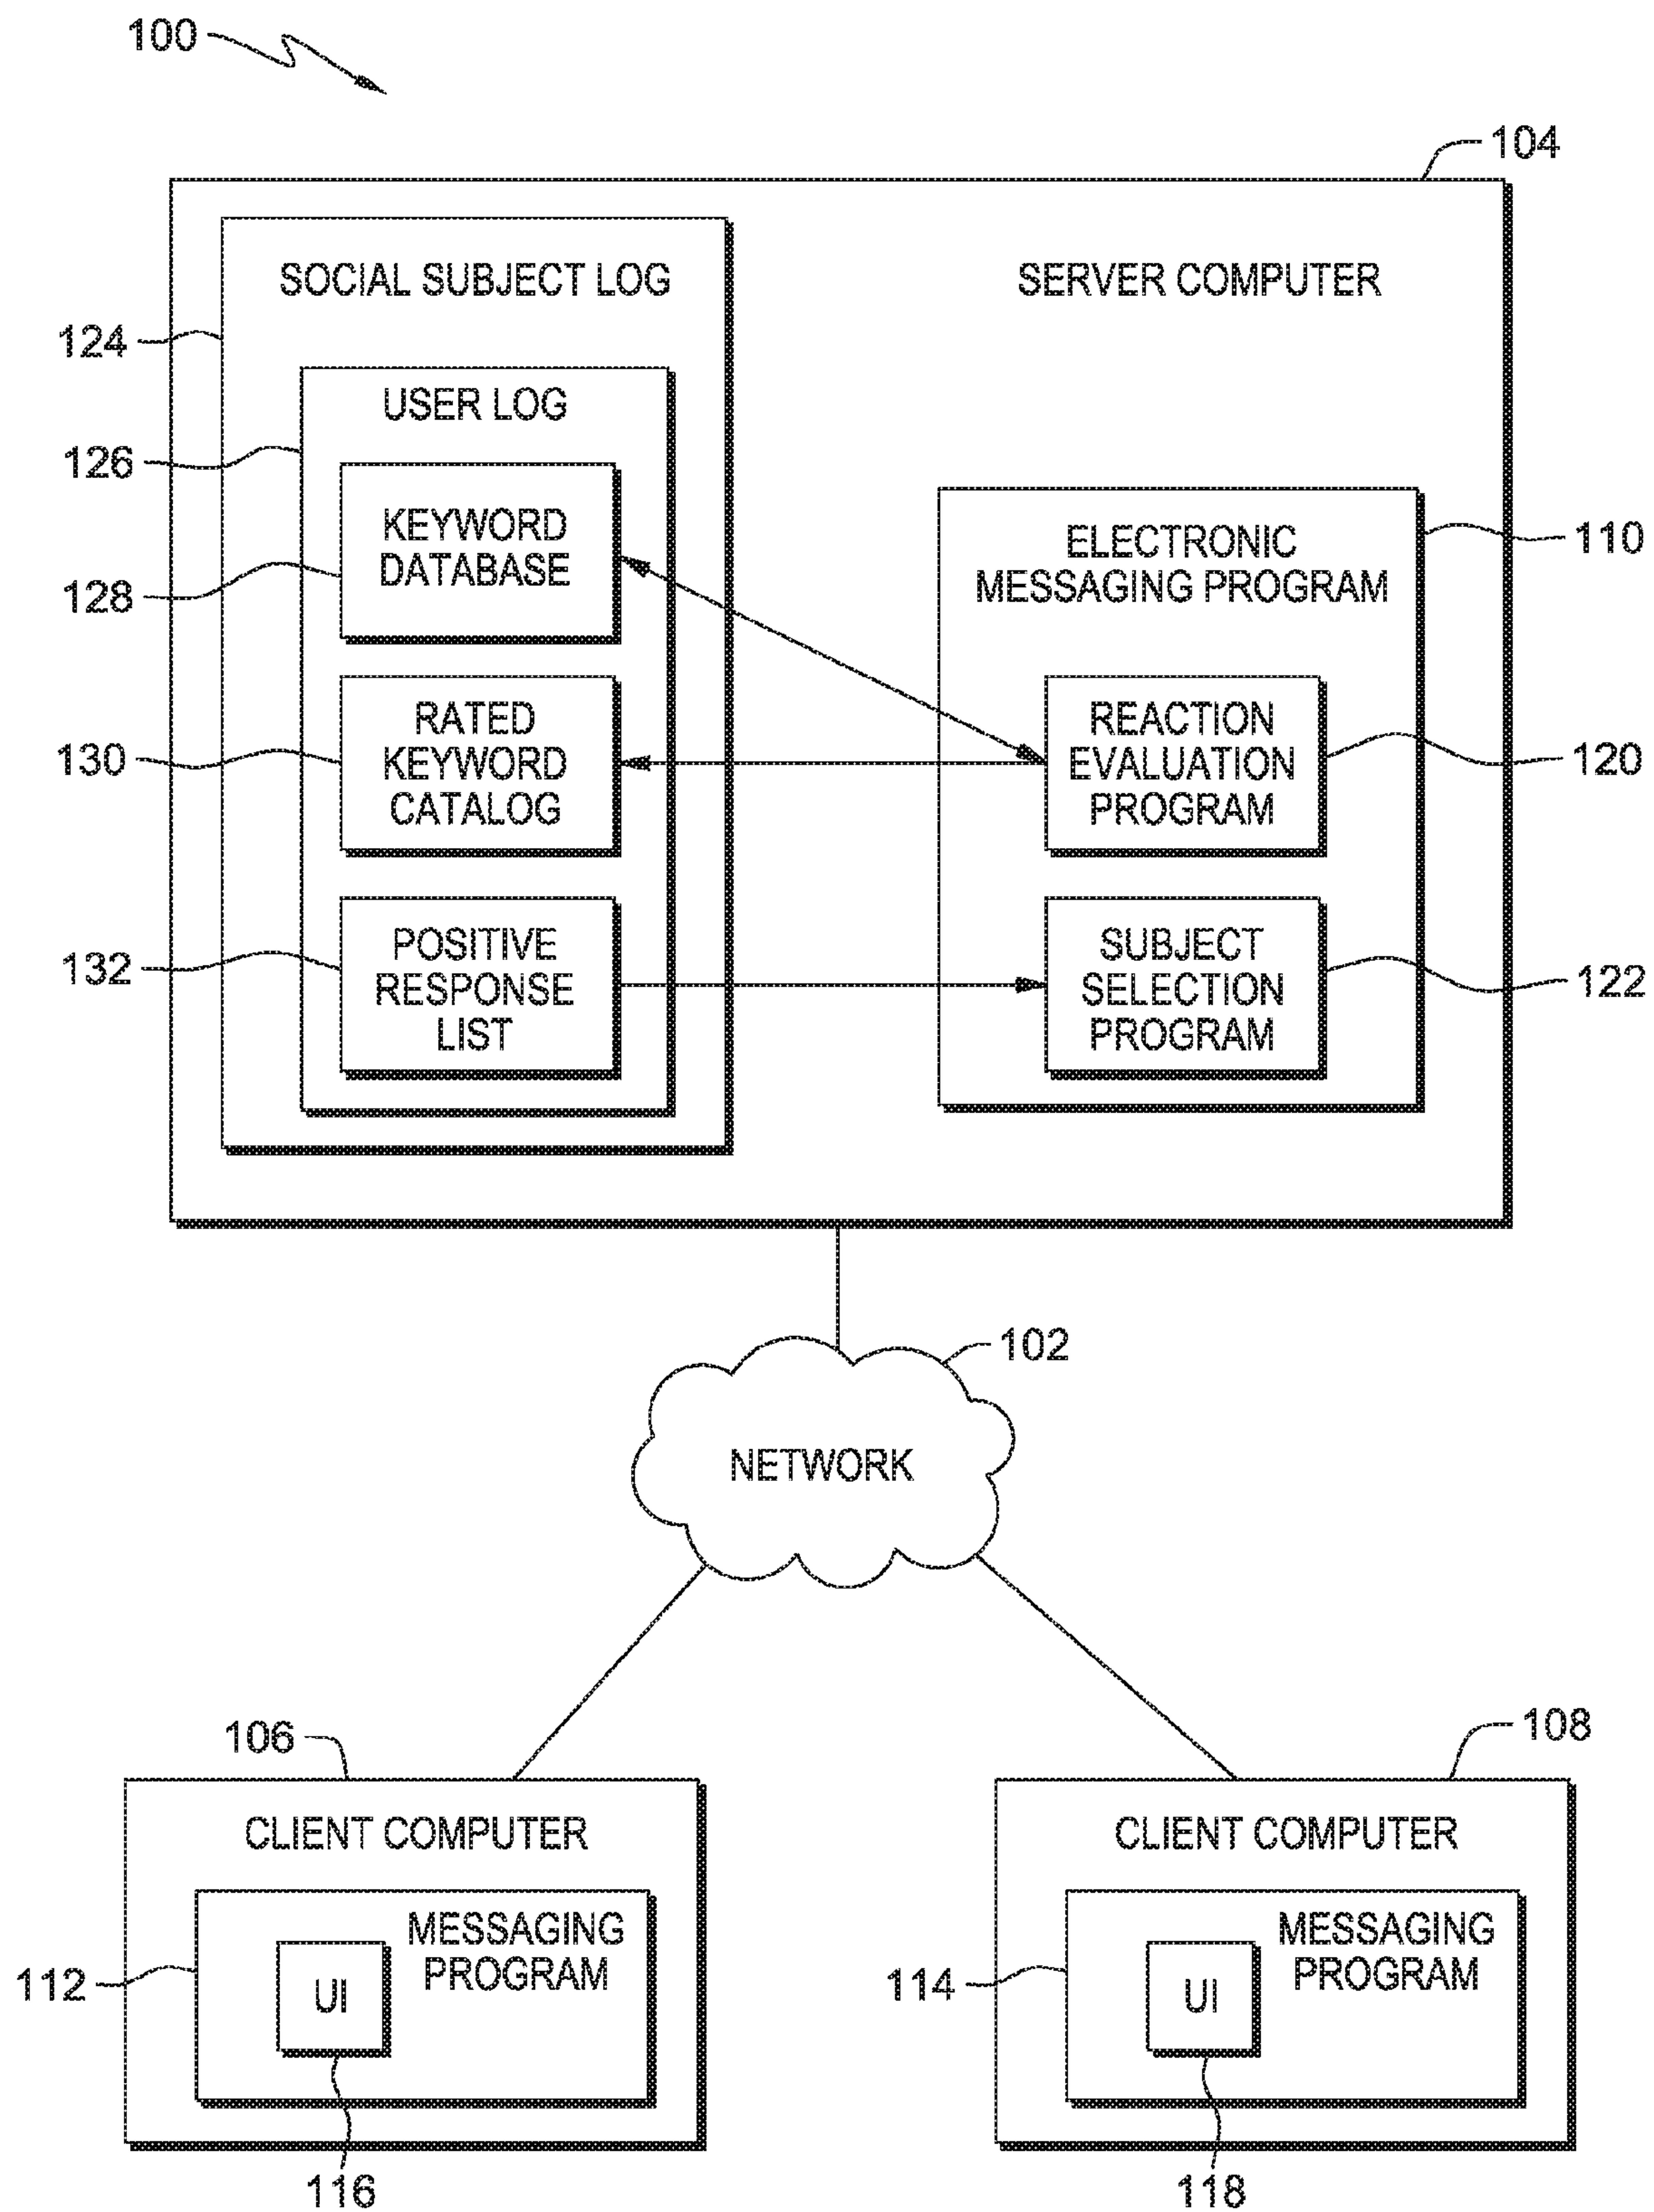 100
104
SOCIAL SUBJECT LOG
SERVER COMPUTER
124
USER LOG
126
KEYWORD
DATABASE
128
ELECTRONIC
MESSAGING PROGRAM
110
RATED
KEYWORD
CATALOG
130
REACTION
EVALUATION
PROGRAM
120
POSITIVE
RESPONSE
LIST
132
SUBJECT
SELECTION
PROGRAM
122
102
NETWORK
106
108
CLIENT COMPUTER
CLIENT COMPUTER
MESSAGING
PROGRAM
UI
112
MESSAGING
PROGRAM
UI
114
116
118